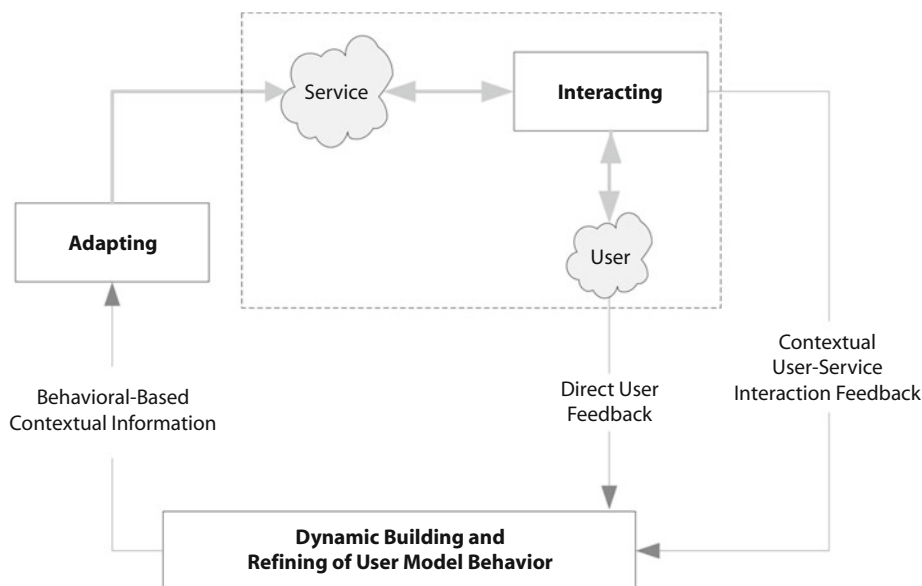 Service
Interacting
Adapting
User
Contextual
User-Service
Interaction Feedback
Direct User
Feedback
Behavioral-Based
Contextual Information
Dynamic Building and
Refining of User Model Behavior